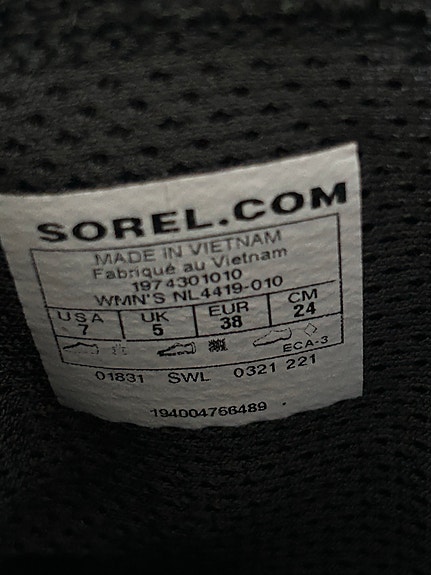 SOREL.COM
MADE IN VIETNAM
Fabriqué au Vietnam
1974301010
WMN'S NL4419-010
USA UK EUR CM
7 5 38 24
ECA-3
01831 SWL 0321 221
194004766489